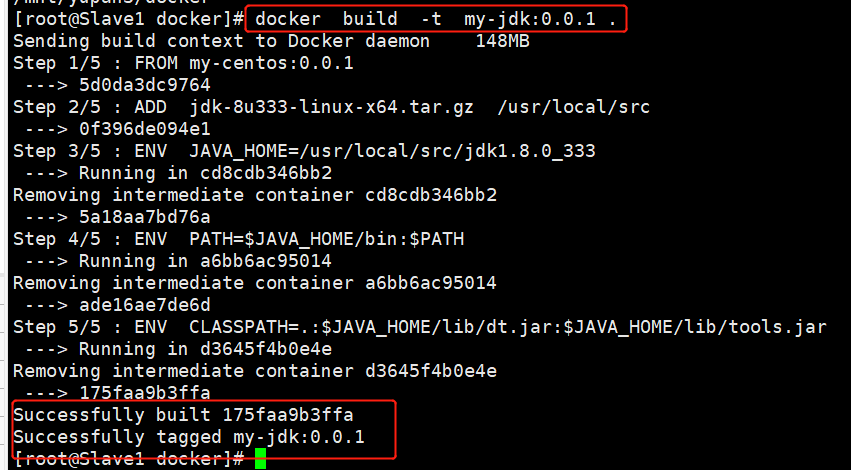 [root@Slave1 docker]# docker  build  -t  my-jdk:0.0.1 .
Sending build context to Docker daemon    148MB
Step 1/5 : FROM my-centos:0.0.1
 ---> 5d0da3dc9764
Step 2/5 : ADD  jdk-8u333-linux-x64.tar.gz  /usr/local/src
 ---> 0f396de094e1
Step 3/5 : ENV  JAVA_HOME=/usr/local/src/jdk1.8.0_333
 ---> Running in cd8cdb346bb2
Removing intermediate container cd8cdb346bb2
 ---> 5a18aa7bd76a
Step 4/5 : ENV  PATH=$JAVA_HOME/bin:$PATH
 ---> Running in a6bb6ac95014
Removing intermediate container a6bb6ac95014
 ---> ade16ae7de6d
Step 5/5 : ENV  CLASSPATH=.:$JAVA_HOME/lib/dt.jar:$JAVA_HOME/lib/tools.jar
 ---> Running in d3645f4b0e4e
Removing intermediate container d3645f4b0e4e
 ---> 175faa9b3ffa
Successfully built 175faa9b3ffa
Successfully tagged my-jdk:0.0.1
[root@Slave1 docker]#